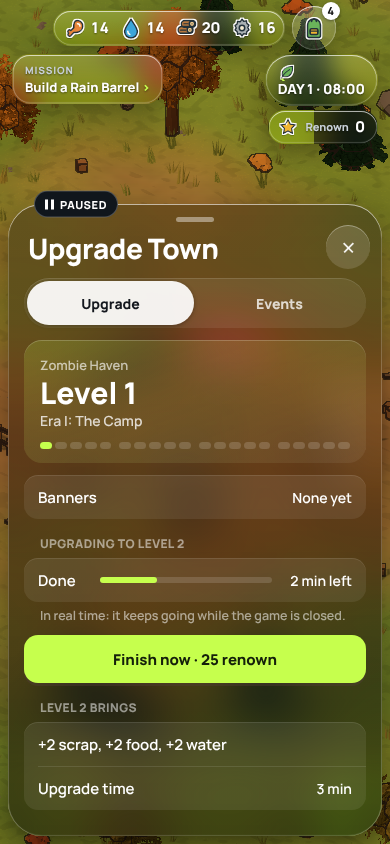 14 14 20 16
4
MISSION
Build a Rain Barrel ›
DAY 1 · 08:00
Renown 0
PAUSED
Upgrade Town
Upgrade Events
Zombie Haven
Level 1
Era I: The Camp
Banners None yet
UPGRADING TO LEVEL 2
Done 2 min left
In real time: it keeps going while the game is closed.
Finish now · 25 renown
LEVEL 2 BRINGS
+2 scrap, +2 food, +2 water
Upgrade time 3 min